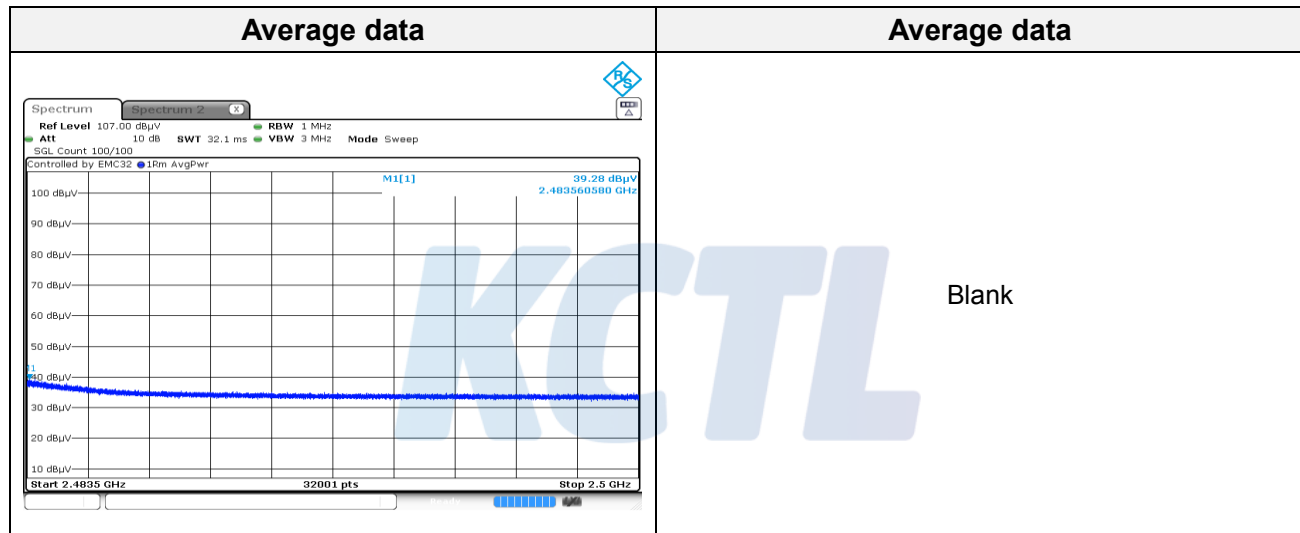 Average data
Average data
R&S
Spectrum
Spectrum 2 X
Ref Level 107.00 dBµV RBW 1 MHz
Att 10 dB SWT 32.1 ms VBW 3 MHz Mode Sweep
SGL Count 100/100
Controlled by EMC32 1Rm AvgPwr
M1[1] 39.28 dBµV
2.483560580 GHz
100 dBµV
90 dBµV
80 dBµV
70 dBµV
60 dBµV
50 dBµV
40 dBµV
30 dBµV
20 dBµV
10 dBµV
Start 2.4835 GHz 32001 pts Stop 2.5 GHz
Blank
KCTL